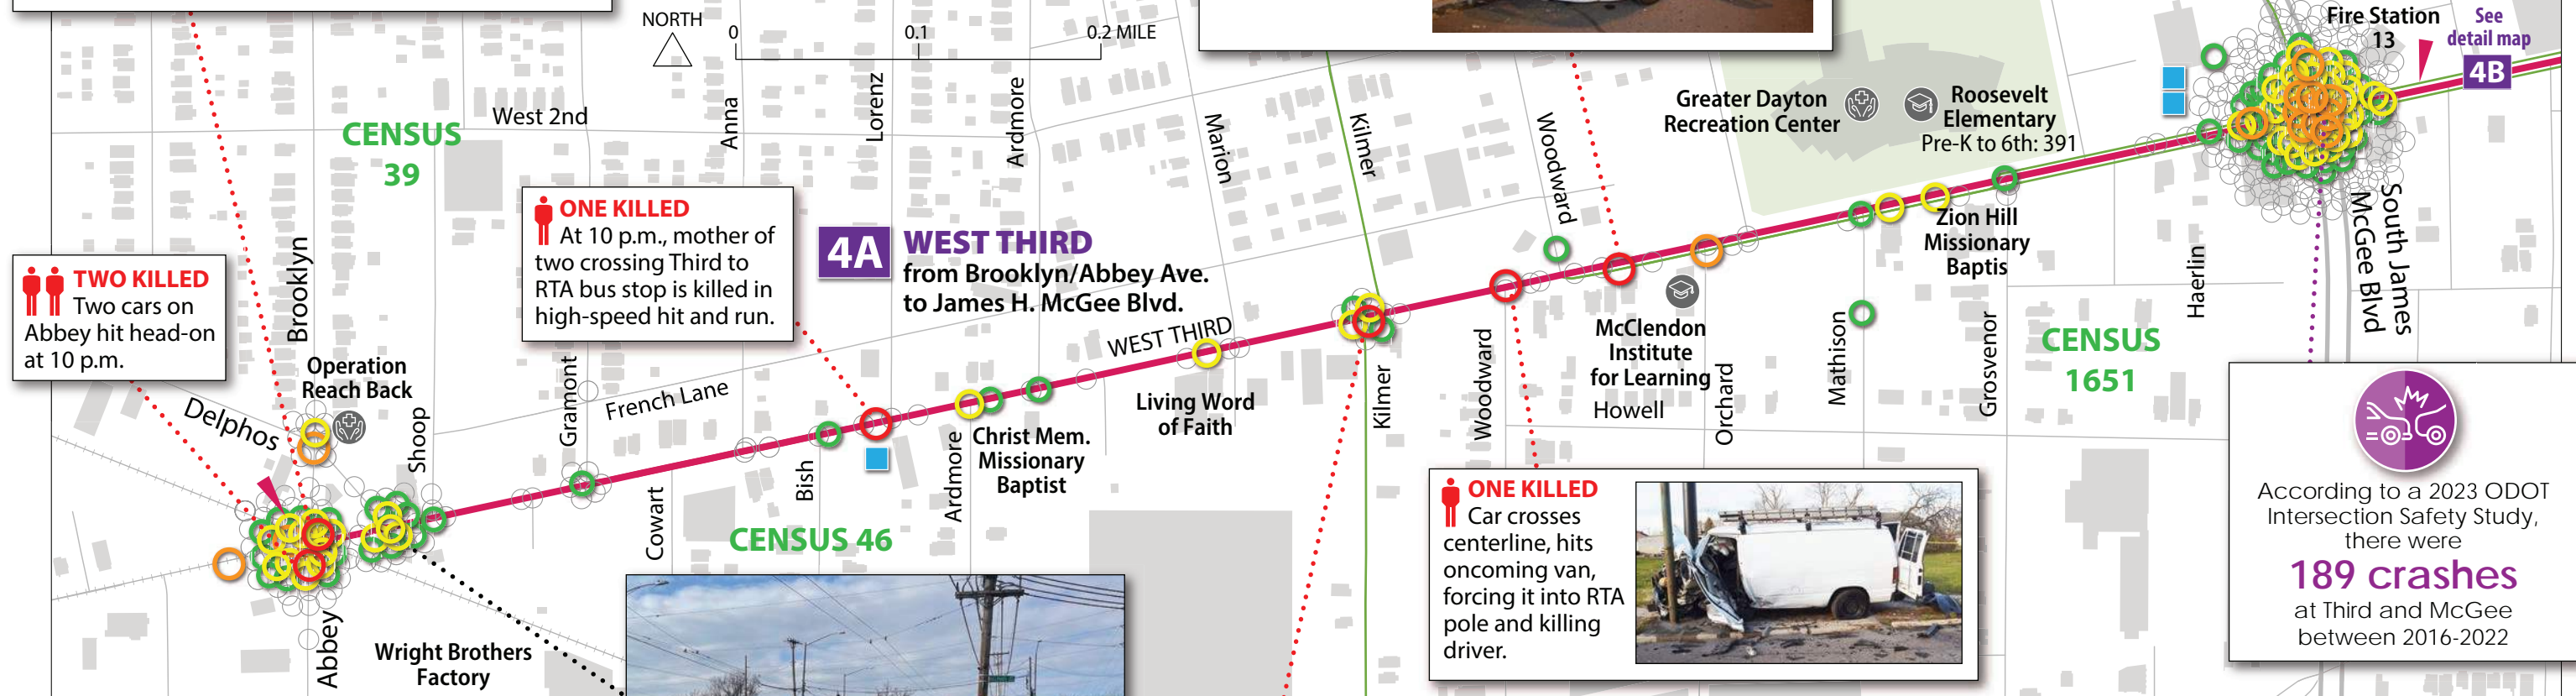 NORTH
0
0.1
0.2 MILE
Fire Station
13
See
detail map
4B
CENSUS
39
West 2nd
Anna
Lorenz
Ardmore
Marion
Kilmer
Woodward
Greater Dayton
Recreation Center
Roosevelt
Elementary
Pre-K to 6th: 391
South James
McGee Blvd
Haerlin
Zion Hill
Missionary
Baptis
ONE KILLED
At 10 p.m., mother of
two crossing Third to
RTA bus stop is killed in
high-speed hit and run.
4A
WEST THIRD
from Brooklyn/Abbey Ave.
to James H. McGee Blvd.
TWO KILLED
Two cars on
Abbey hit head-on
at 10 p.m.
Brooklyn
Operation
Reach Back
Delphos
Shoop
Gramont
French Lane
WEST THIRD
Living Word
of Faith
Kilmer
Woodward
McClendon
Institute
for Learning
Howell
Orchard
Mathison
Grosvenor
CENSUS
1651
Cowart
Bish
Ardmore
Christ Mem.
Missionary
Baptist
CENSUS 46
Abbey
Wright Brothers
Factory
ONE KILLED
Car crosses
centerline, hits
oncoming van,
forcing it into RTA
pole and killing
driver.
According to a 2023 ODOT
Intersection Safety Study,
there were
189 crashes
at Third and McGee
between 2016-2022